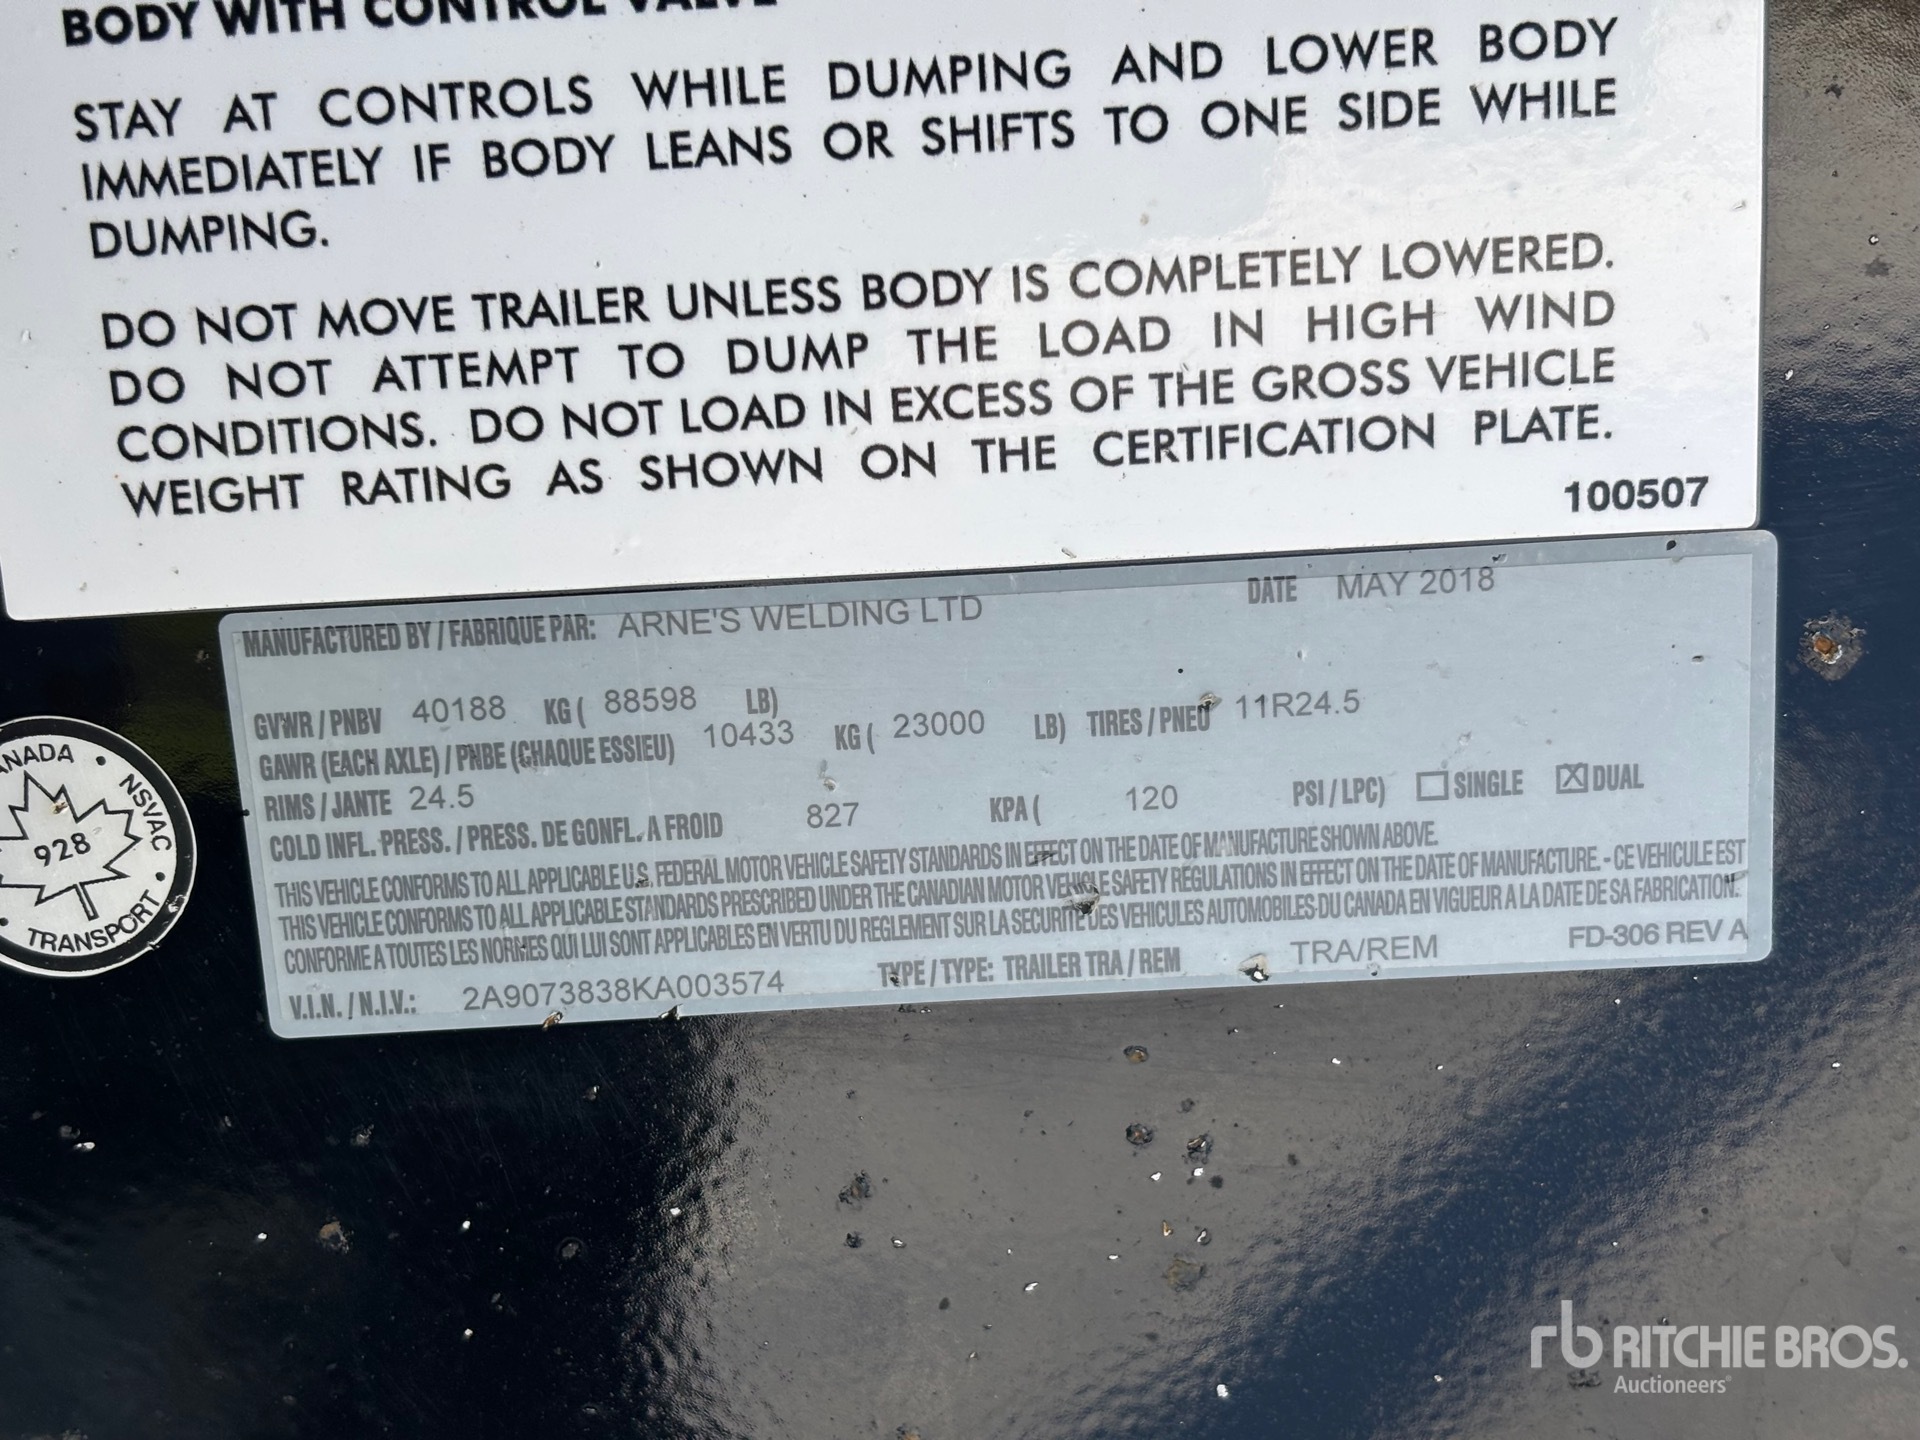 BODY WITH CONTROL VALVE
STAY AT CONTROLS WHILE DUMPING AND LOWER BODY
IMMEDIATELY IF BODY LEANS OR SHIFTS TO ONE SIDE WHILE
DUMPING.
DO NOT MOVE TRAILER UNLESS BODY IS COMPLETELY LOWERED.
DO NOT ATTEMPT TO DUMP THE LOAD IN HIGH WIND
CONDITIONS. DO NOT LOAD IN EXCESS OF THE GROSS VEHICLE
WEIGHT RATING AS SHOWN ON THE CERTIFICATION PLATE.
100507
MANUFACTURED BY / FABRIQUE PAR: ARNE'S WELDING LTD DATE MAY 2018
GVWR / PNBV 40188 KG ( 88598 LB)
GAWR (EACH AXLE) / PNBE (CHAQUE ESSIEU) 10433 KG ( 23000 LB) TIRES / PNEU 11R24.5
RIMS / JANTE 24.5
COLD INFL. PRESS. / PRESS. DE GONFL. A FROID 827 KPA ( 120 PSI / LPC) SINGLE DUAL
THIS VEHICLE CONFORMS TO ALL APPLICABLE U.S. FEDERAL MOTOR VEHICLE SAFETY STANDARDS IN EFFECT ON THE DATE OF MANUFACTURE SHOWN ABOVE.
THIS VEHICLE CONFORMS TO ALL APPLICABLE STANDARDS PRESCRIBED UNDER THE CANADIAN MOTOR VEHICLE SAFETY REGULATIONS IN EFFECT ON THE DATE OF MANUFACTURE. - CE VEHICULE EST
CONFORME A TOUTES LES NORMES QUI LUI SONT APPLICABLES EN VERTU DU REGLEMENT SUR LA SECURITE DES VEHICULES AUTOMOBILES DU CANADA EN VIGUEUR A LA DATE DE SA FABRICATION.
V.I.N. / N.I.V.: 2A9073838KA003574 TYPE / TYPE: TRAILER TRA / REM TRA/REM FD-306 REV A
CANADA • NSVAC • TRANSPORT •
928
rb RITCHIE BROS.
Auctioneers